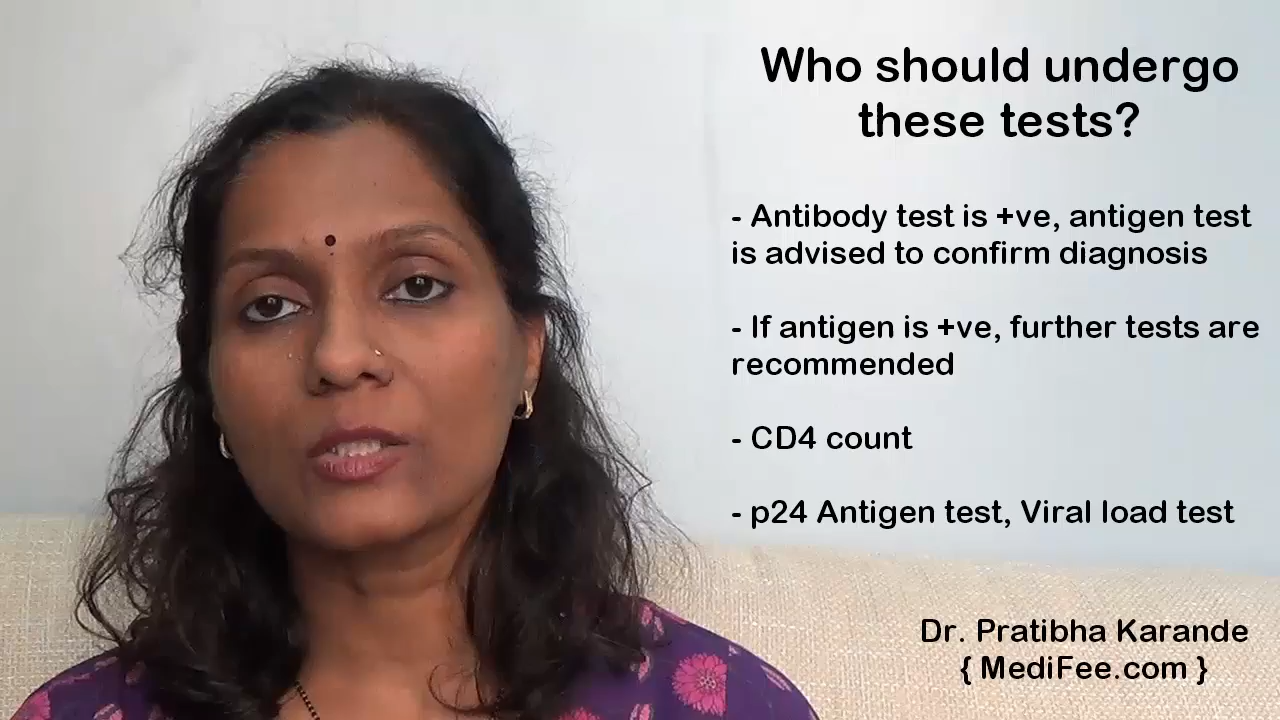 Who should undergo
these tests?
- Antibody test is +ve, antigen test
is advised to confirm diagnosis
- If antigen is +ve, further tests are
recommended
- CD4 count
- p24 Antigen test, Viral load test
Dr. Pratibha Karande
{ MediFee.com }